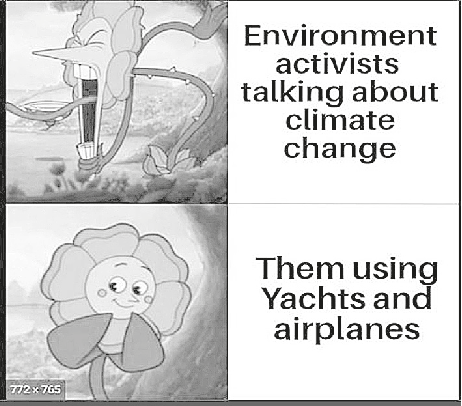 Environment
activists
talking about
climate
change
Them using
Yachts and
airplanes
772 x 765